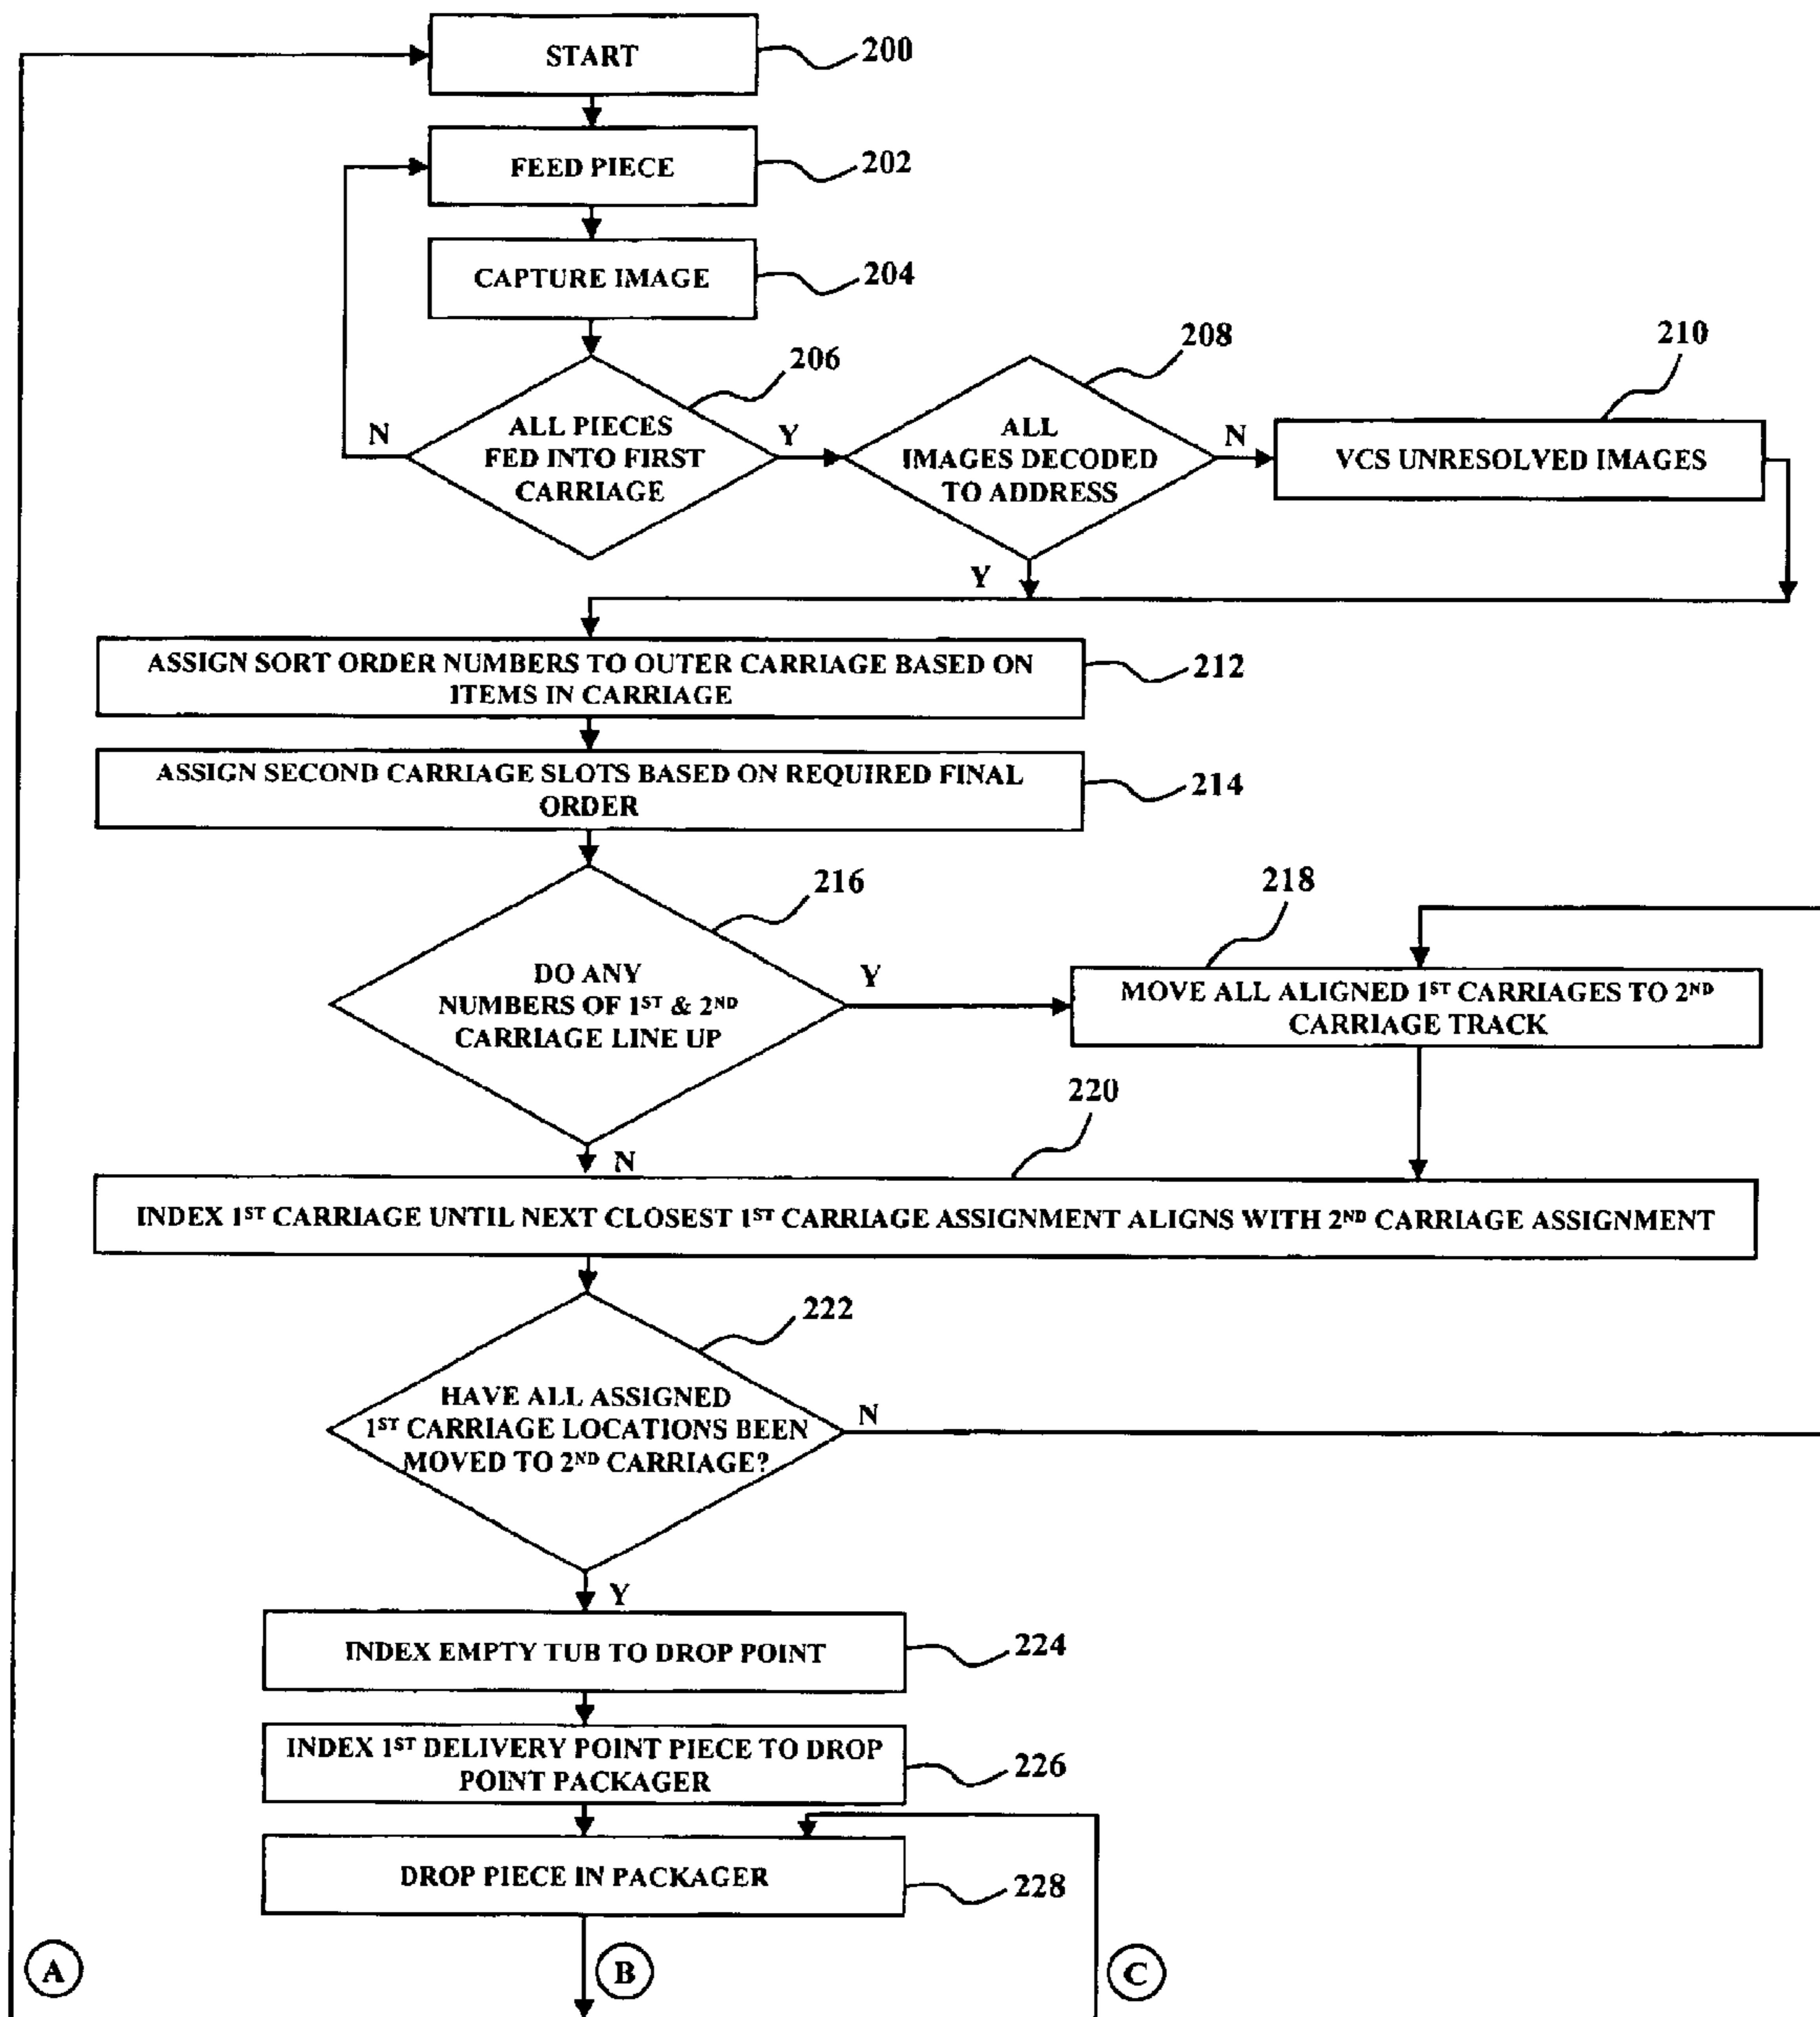 START
200
FEED PIECE
202
CAPTURE IMAGE
204
206
208
210
ALL PIECES
FED INTO FIRST
CARRIAGE
N
Y
ALL
IMAGES DECODED
TO ADDRESS
N
VCS UNRESOLVED IMAGES
Y
ASSIGN SORT ORDER NUMBERS TO OUTER CARRIAGE BASED ON
ITEMS IN CARRIAGE
212
ASSIGN SECOND CARRIAGE SLOTS BASED ON REQUIRED FINAL
ORDER
214
216
218
DO ANY
NUMBERS OF 1ST & 2ND
CARRIAGE LINE UP
Y
MOVE ALL ALIGNED 1ST CARRIAGES TO 2ND
CARRIAGE TRACK
220
N
INDEX 1ST CARRIAGE UNTIL NEXT CLOSEST 1ST CARRIAGE ASSIGNMENT ALIGNS WITH 2ND CARRIAGE ASSIGNMENT
222
HAVE ALL ASSIGNED
1ST CARRIAGE LOCATIONS BEEN
MOVED TO 2ND CARRIAGE?
N
Y
INDEX EMPTY TUB TO DROP POINT
224
INDEX 1ST DELIVERY POINT PIECE TO DROP
POINT PACKAGER
226
DROP PIECE IN PACKAGER
228
A
B
C